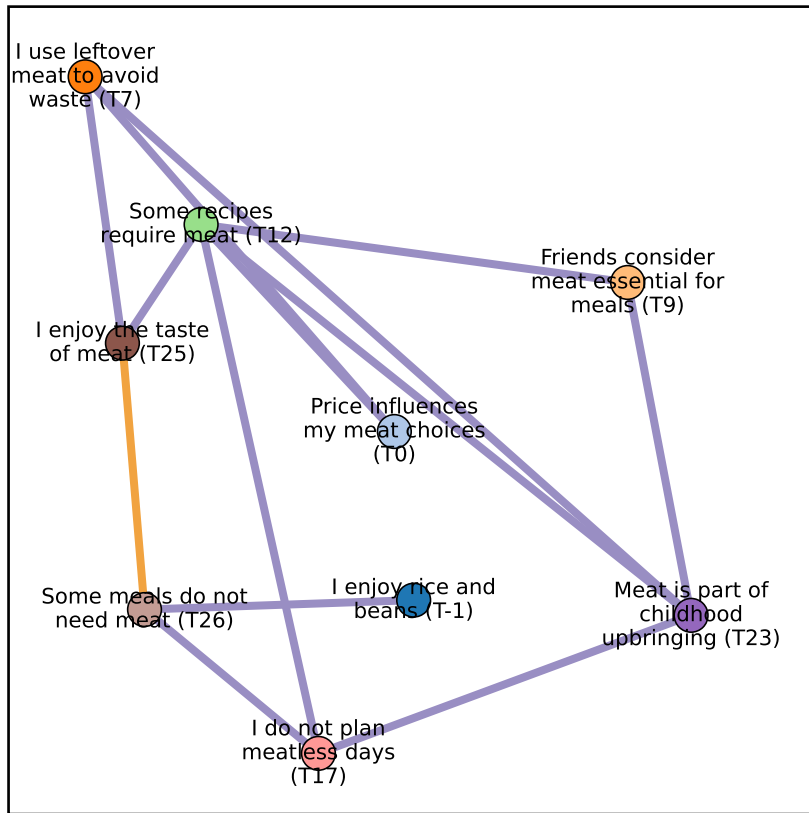 I use leftover
meat to avoid
waste (T7)
Some recipes
require meat (T12)
Friends consider
meat essential for
meals (T9)
I enjoy the taste
of meat (T25)
Price influences
my meat choices
(T0)
Some meals do not
need meat (T26)
I enjoy rice and
beans (T-1)
Meat is part of
childhood
upbringing (T23)
I do not plan
meatless days
(T17)